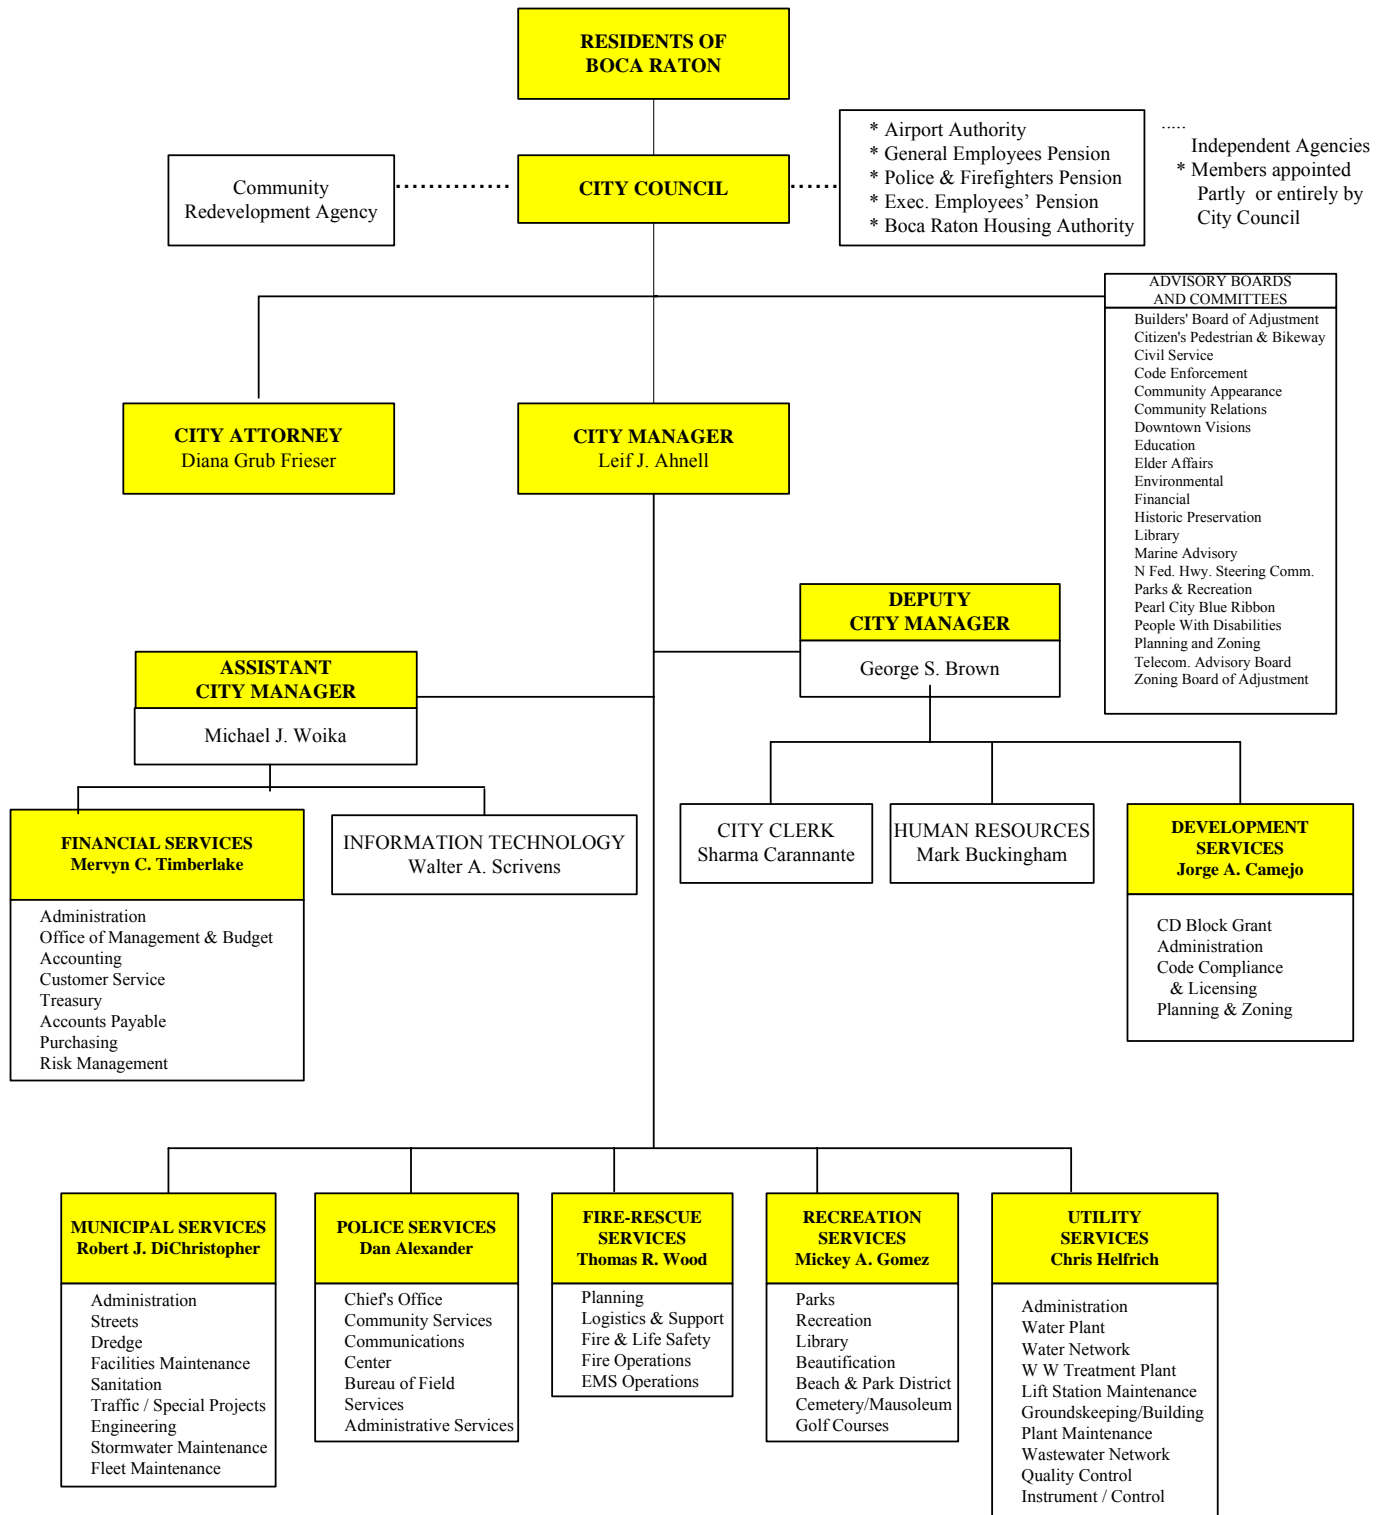 RESIDENTS OF
BOCA RATON
Community
Redevelopment Agency
CITY COUNCIL
* Airport Authority
* General Employees Pension
* Police & Firefighters Pension
* Exec. Employees’ Pension
* Boca Raton Housing Authority
.....
Independent Agencies
* Members appointed
Partly or entirely by
City Council
ADVISORY BOARDS
AND COMMITTEES
Builders' Board of Adjustment
Citizen's Pedestrian & Bikeway
Civil Service
Code Enforcement
Community Appearance
Community Relations
Downtown Visions
Education
Elder Affairs
Environmental
Financial
Historic Preservation
Library
Marine Advisory
N Fed. Hwy. Steering Comm.
Parks & Recreation
Pearl City Blue Ribbon
People With Disabilities
Planning and Zoning
Telecom. Advisory Board
Zoning Board of Adjustment
CITY ATTORNEY
Diana Grub Frieser
CITY MANAGER
Leif J. Ahnell
DEPUTY
CITY MANAGER
George S. Brown
ASSISTANT
CITY MANAGER
Michael J. Woika
FINANCIAL SERVICES
Mervyn C. Timberlake
Administration
Office of Management & Budget
Accounting
Customer Service
Treasury
Accounts Payable
Purchasing
Risk Management
INFORMATION TECHNOLOGY
Walter A. Scrivens
CITY CLERK
Sharma Carannante
HUMAN RESOURCES
Mark Buckingham
DEVELOPMENT
SERVICES
Jorge A. Camejo
CD Block Grant
Administration
Code Compliance
& Licensing
Planning & Zoning
MUNICIPAL SERVICES
Robert J. DiChristopher
Administration
Streets
Dredge
Facilities Maintenance
Sanitation
Traffic / Special Projects
Engineering
Stormwater Maintenance
Fleet Maintenance
POLICE SERVICES
Dan Alexander
Chief's Office
Community Services
Communications
Center
Bureau of Field
Services
Administrative Services
FIRE-RESCUE
SERVICES
Thomas R. Wood
Planning
Logistics & Support
Fire & Life Safety
Fire Operations
EMS Operations
RECREATION
SERVICES
Mickey A. Gomez
Parks
Recreation
Library
Beautification
Beach & Park District
Cemetery/Mausoleum
Golf Courses
UTILITY
SERVICES
Chris Helfrich
Administration
Water Plant
Water Network
W W Treatment Plant
Lift Station Maintenance
Groundskeeping/Building
Plant Maintenance
Wastewater Network
Quality Control
Instrument / Control